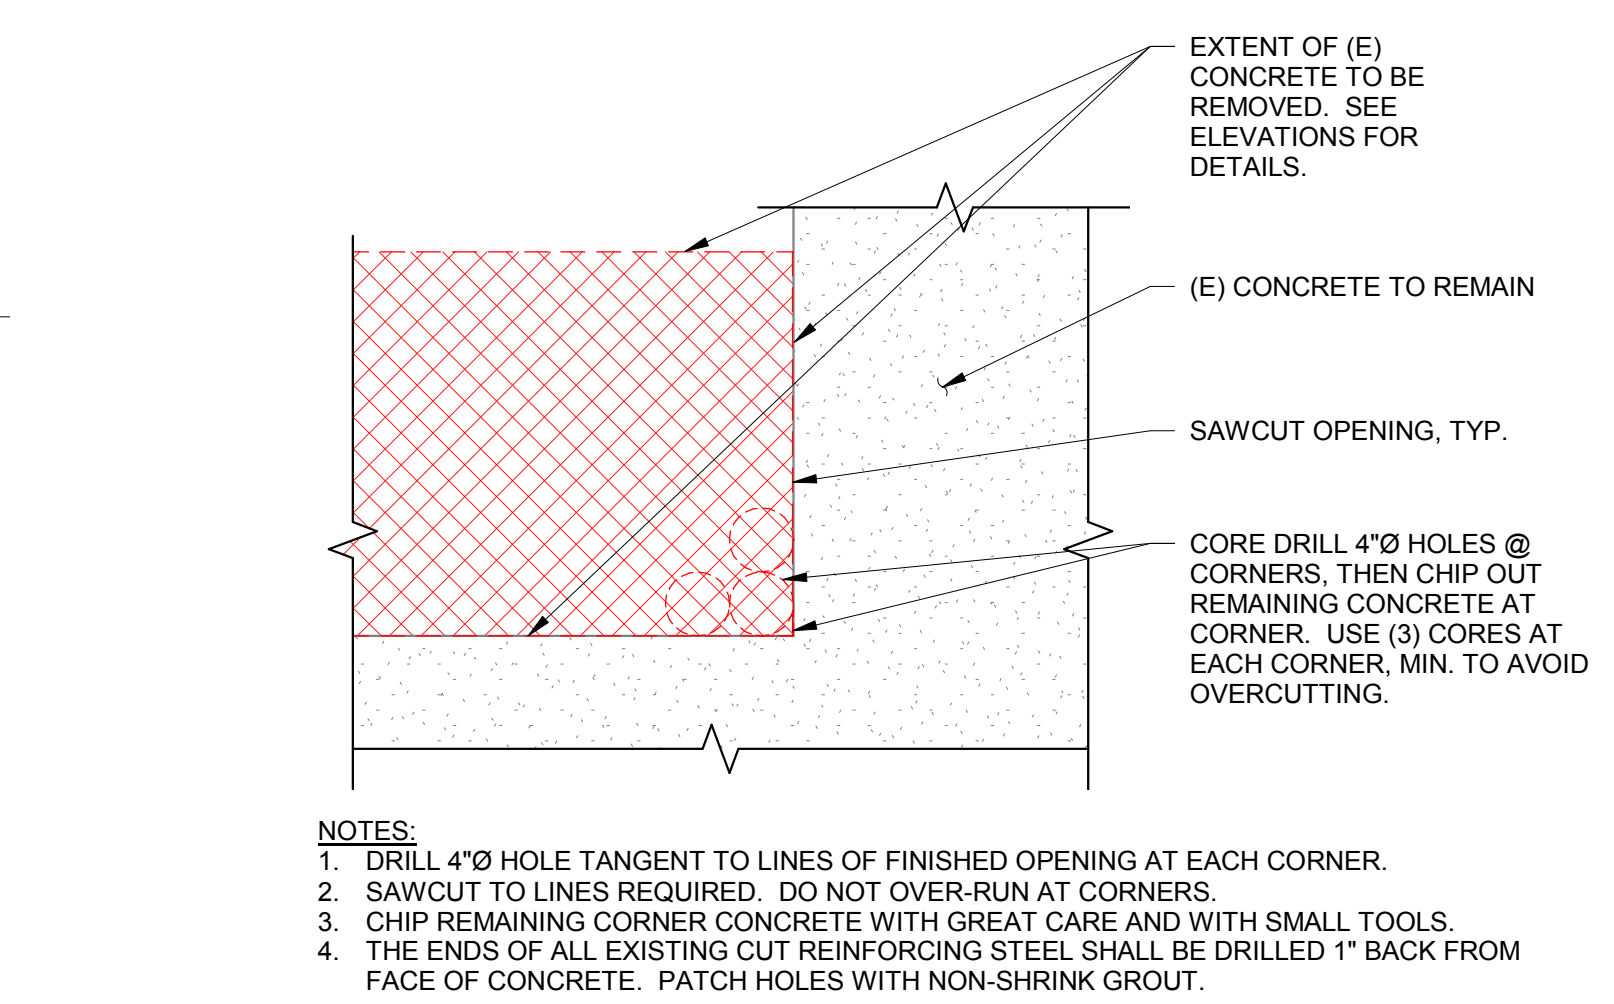 EXTENT OF (E)
CONCRETE TO BE
REMOVED.  SEE
ELEVATIONS FOR
DETAILS.
(E) CONCRETE TO REMAIN
SAWCUT OPENING, TYP.
CORE DRILL 4"Ø HOLES @
CORNERS, THEN CHIP OUT
REMAINING CONCRETE AT
CORNER.  USE (3) CORES AT
EACH CORNER, MIN. TO AVOID
OVERCUTTING.
NOTES:
1.  DRILL 4"Ø HOLE TANGENT TO LINES OF FINISHED OPENING AT EACH CORNER.
2.  SAWCUT TO LINES REQUIRED.  DO NOT OVER-RUN AT CORNERS.
3.  CHIP REMAINING CORNER CONCRETE WITH GREAT CARE AND WITH SMALL TOOLS.
4.  THE ENDS OF ALL EXISTING CUT REINFORCING STEEL SHALL BE DRILLED 1" BACK FROM
FACE OF CONCRETE.  PATCH HOLES WITH NON-SHRINK GROUT.